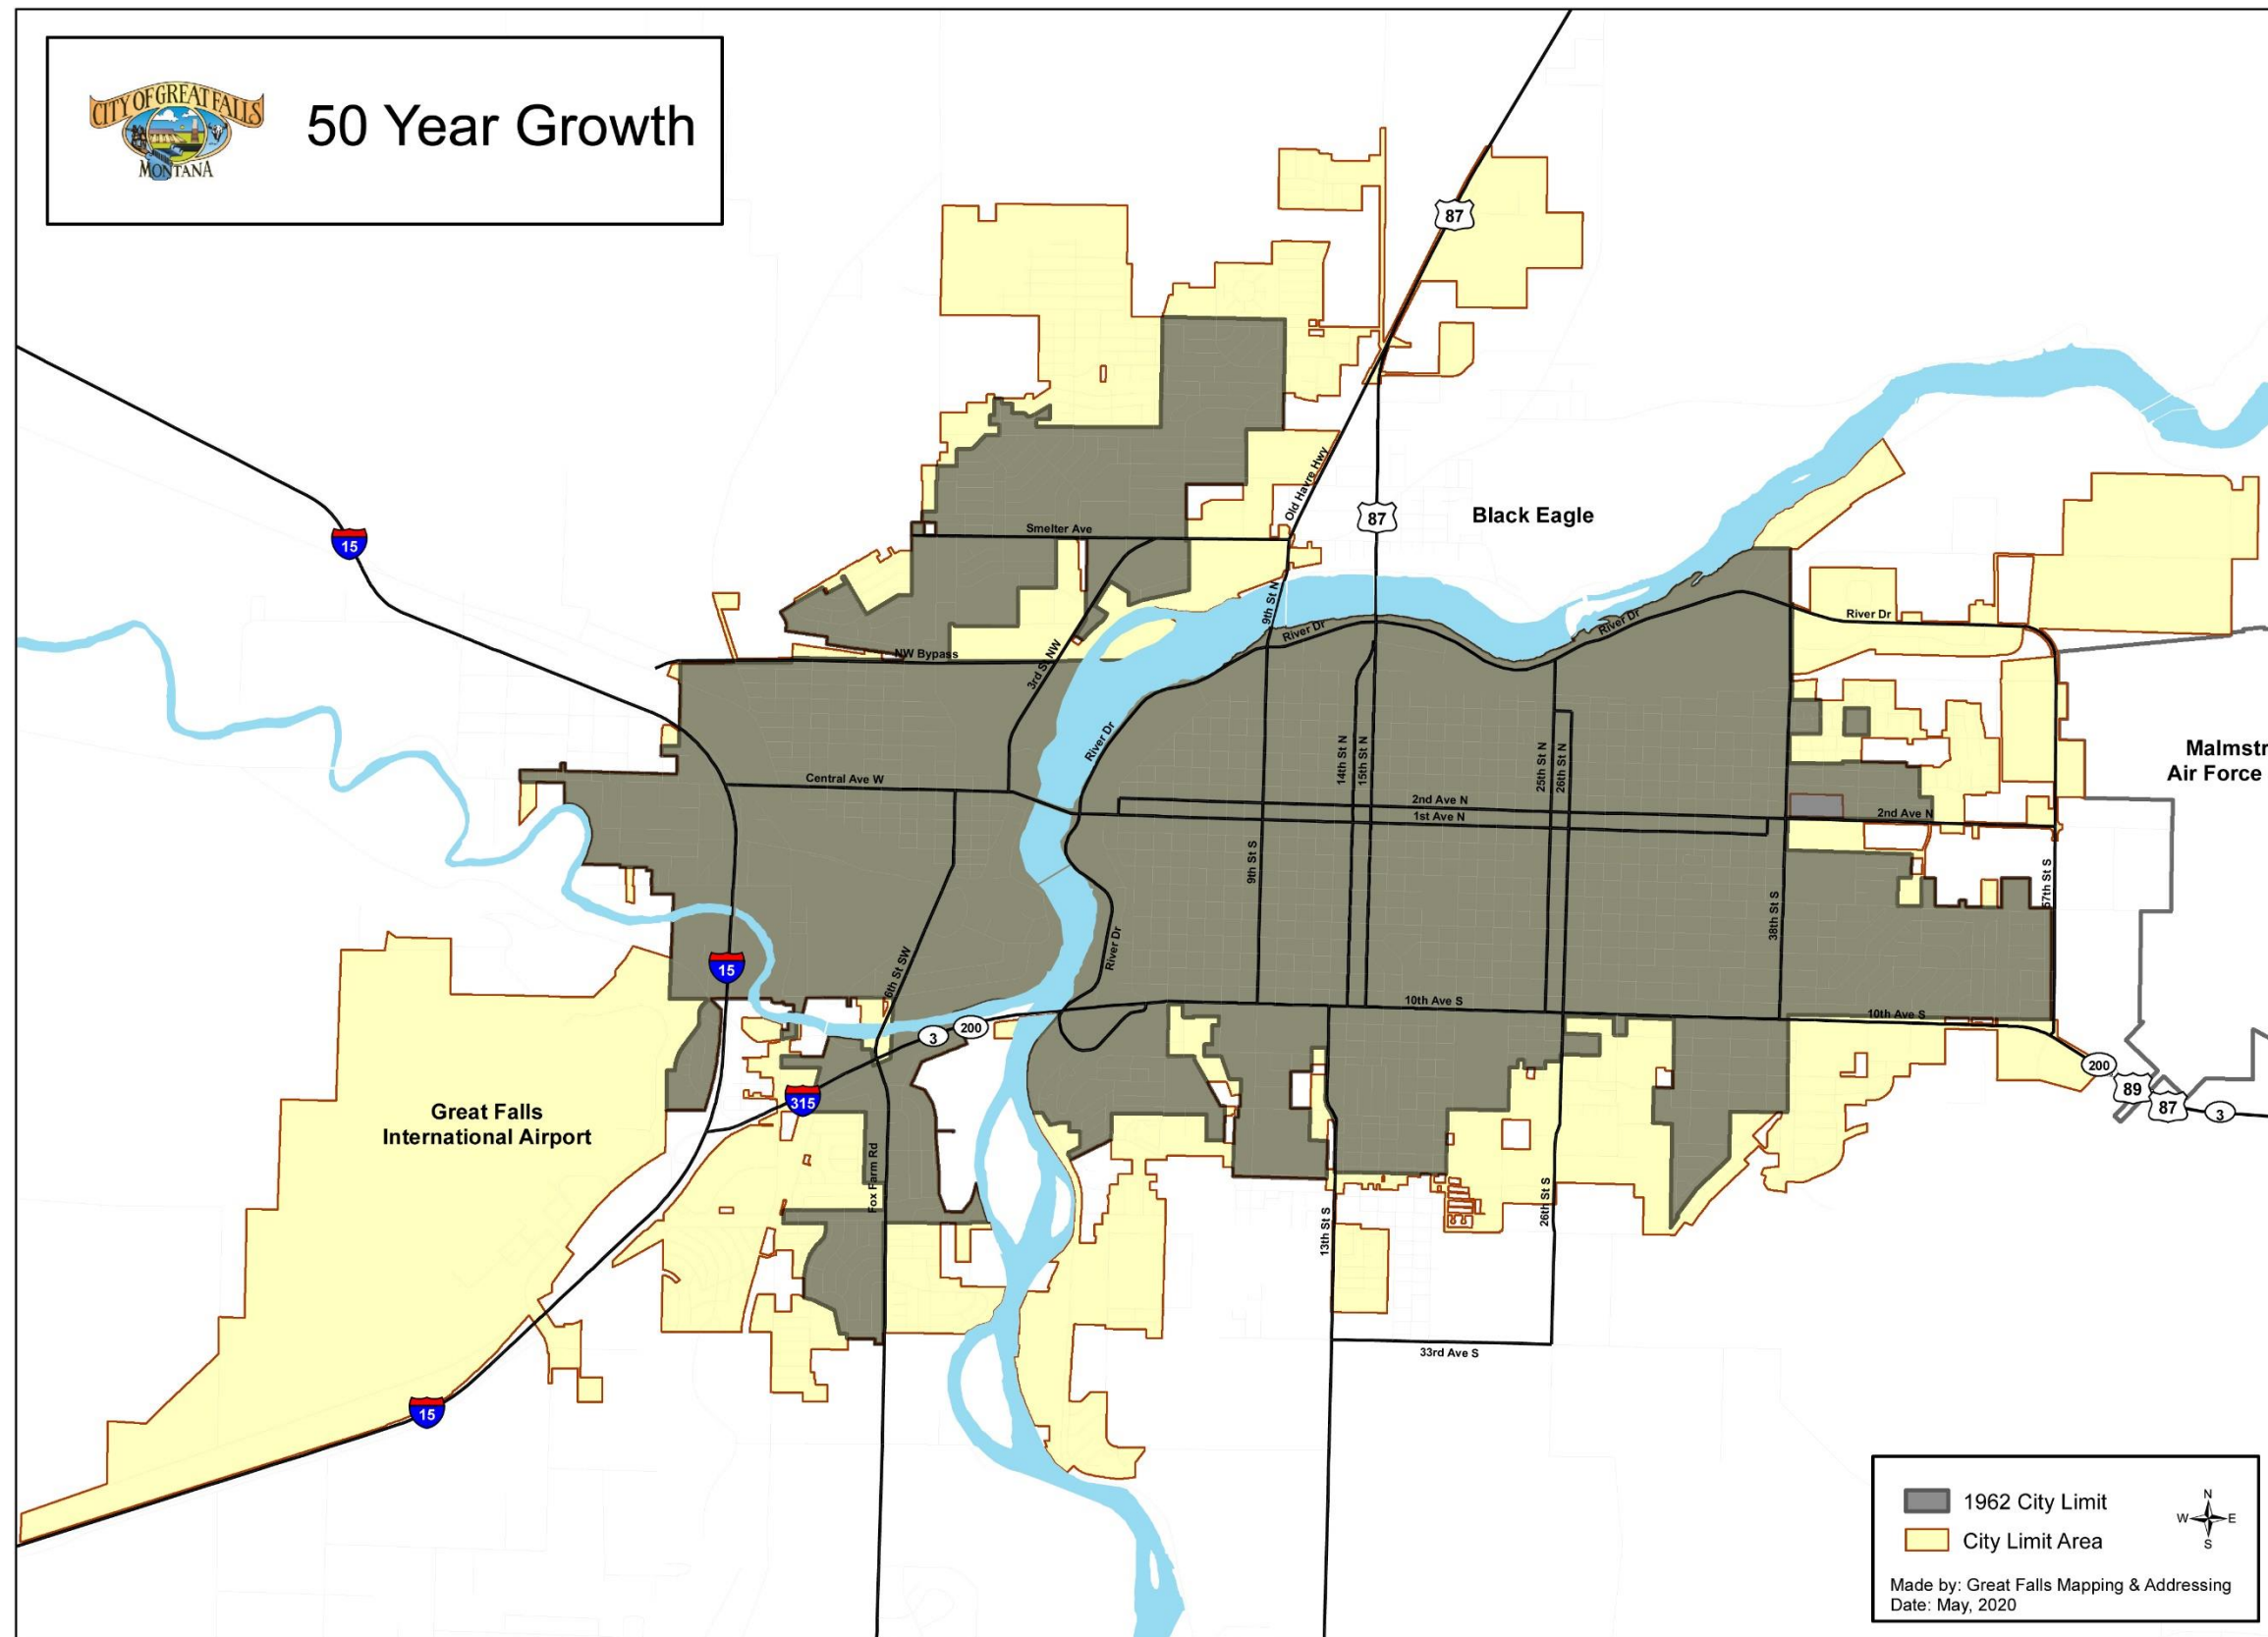 CITY OF GREAT FALLS
MONTANA
50 Year Growth
87
15
Smelter Ave
Old Havre Hwy
87
Black Eagle
9th St N
River Dr
River Dr
River Dr
NW Bypass
3rd St NW
River Dr
Central Ave W
14th St N
15th St N
25th St N
26th St N
Malmstr
Air Force
2nd Ave N
1st Ave N
2nd Ave N
9th St S
38th St S
57th St S
15
6th St SW
River Dr
10th Ave S
10th Ave S
3
200
200
89
87
3
315
Great Falls
International Airport
Fox Farm Rd
13th St S
26th St S
33rd Ave S
15
1962 City Limit
City Limit Area
N
W
E
S
Made by: Great Falls Mapping & Addressing
Date: May, 2020